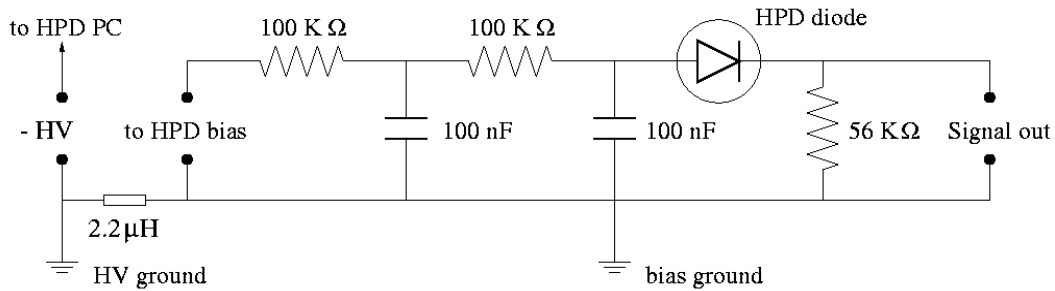 to HPD PC
100 K Ω
100 K Ω
HPD diode
- HV
to HPD bias
100 nF
100 nF
56 KΩ
Signal out
2.2μH
HV ground
bias ground